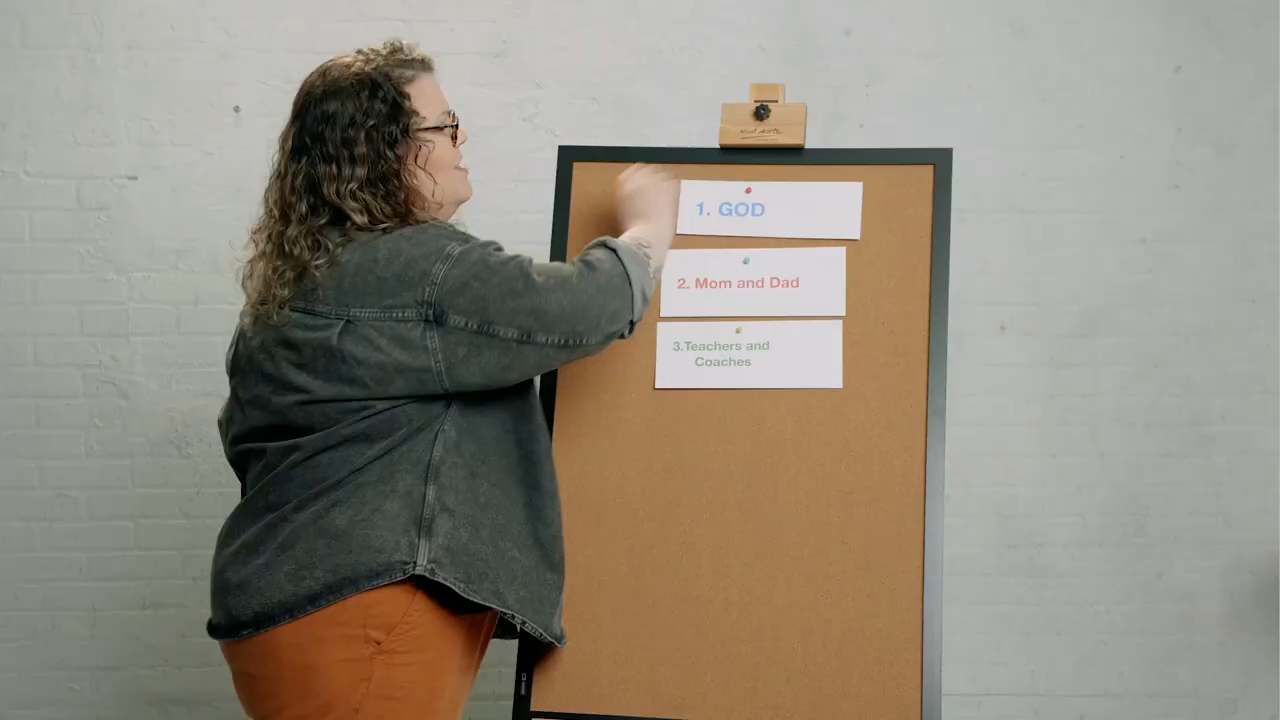 1. GOD
2. Mom and Dad
3.Teachers and
Coaches